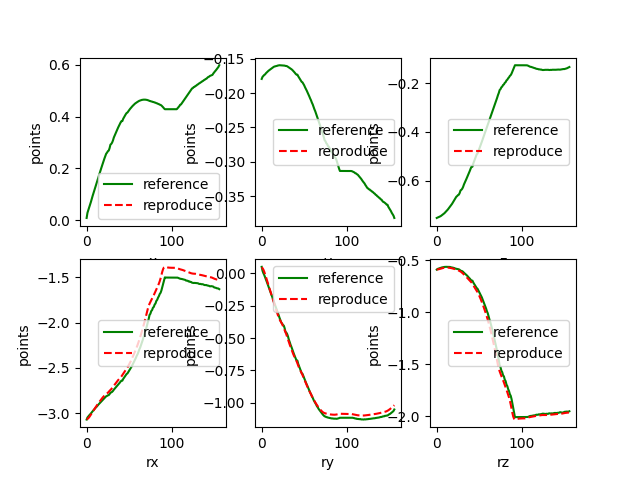 0.6
0.4
0.2
0.0
points
reference
reproduce
0
100
−0.15
−0.20
−0.25
−0.30
−0.35
points
reference
reproduce
0
100
−0.2
−0.4
−0.6
points
reference
reproduce
0
100
−1.5
−2.0
−2.5
−3.0
points
reference
reproduce
0
100
rx
0.00
−0.25
−0.50
−0.75
−1.00
points
reference
reproduce
0
100
ry
−0.5
−1.0
−1.5
−2.0
points
reference
reproduce
0
100
rz